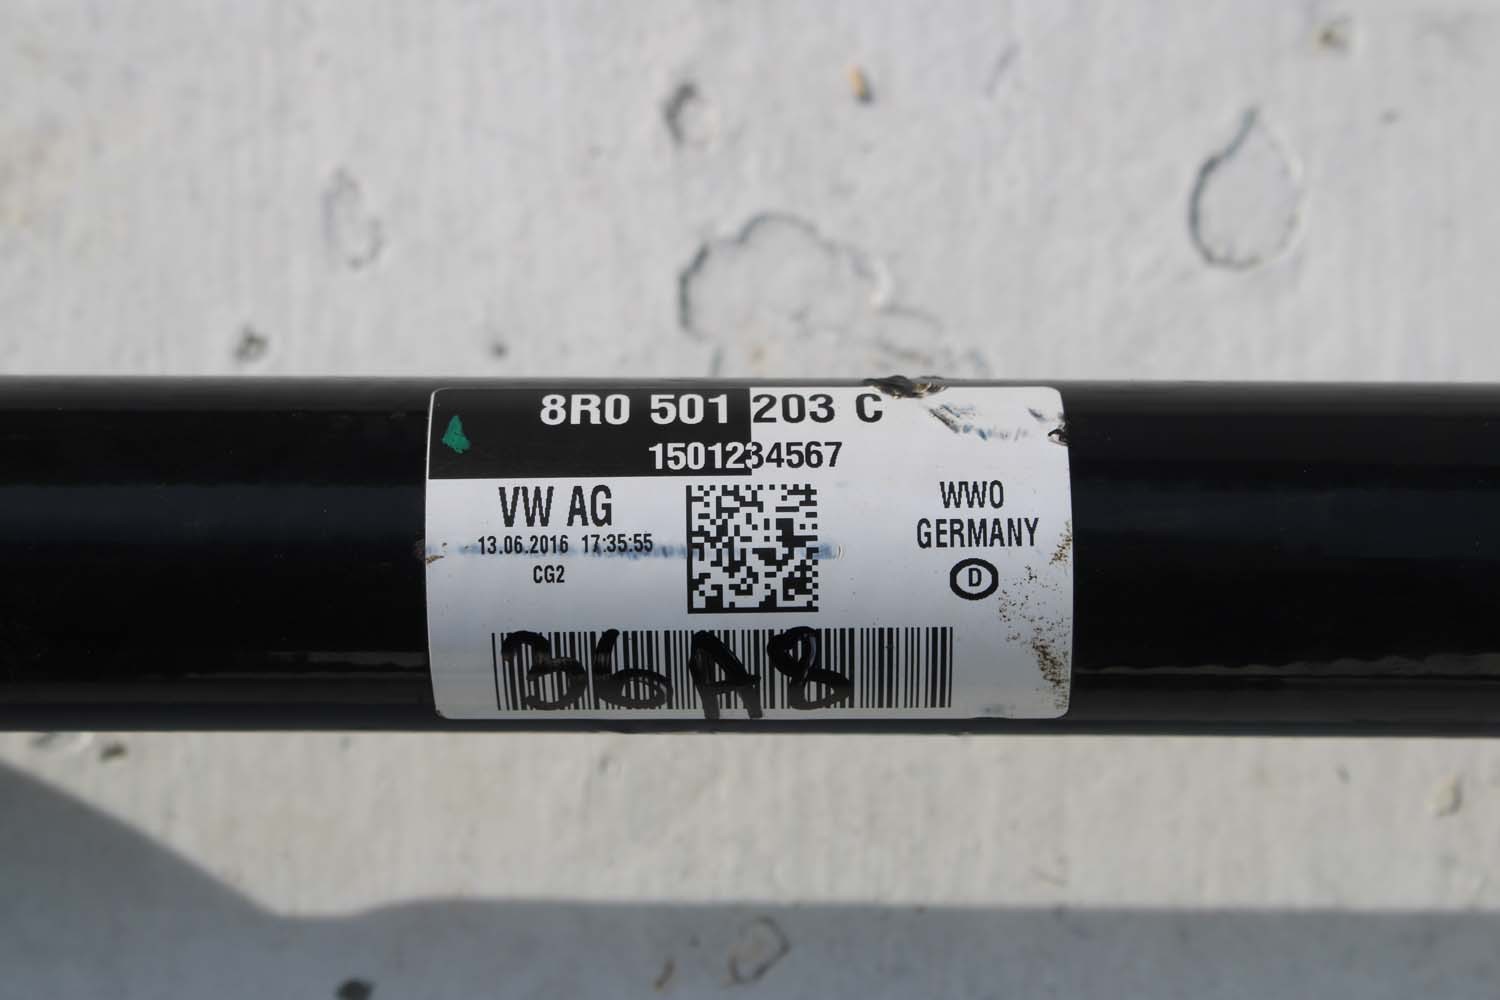 8R0 501 203 C
1501234567
VW AG
13.06.2016 17:35:55
CG2
WWO
GERMANY
D
B6A8